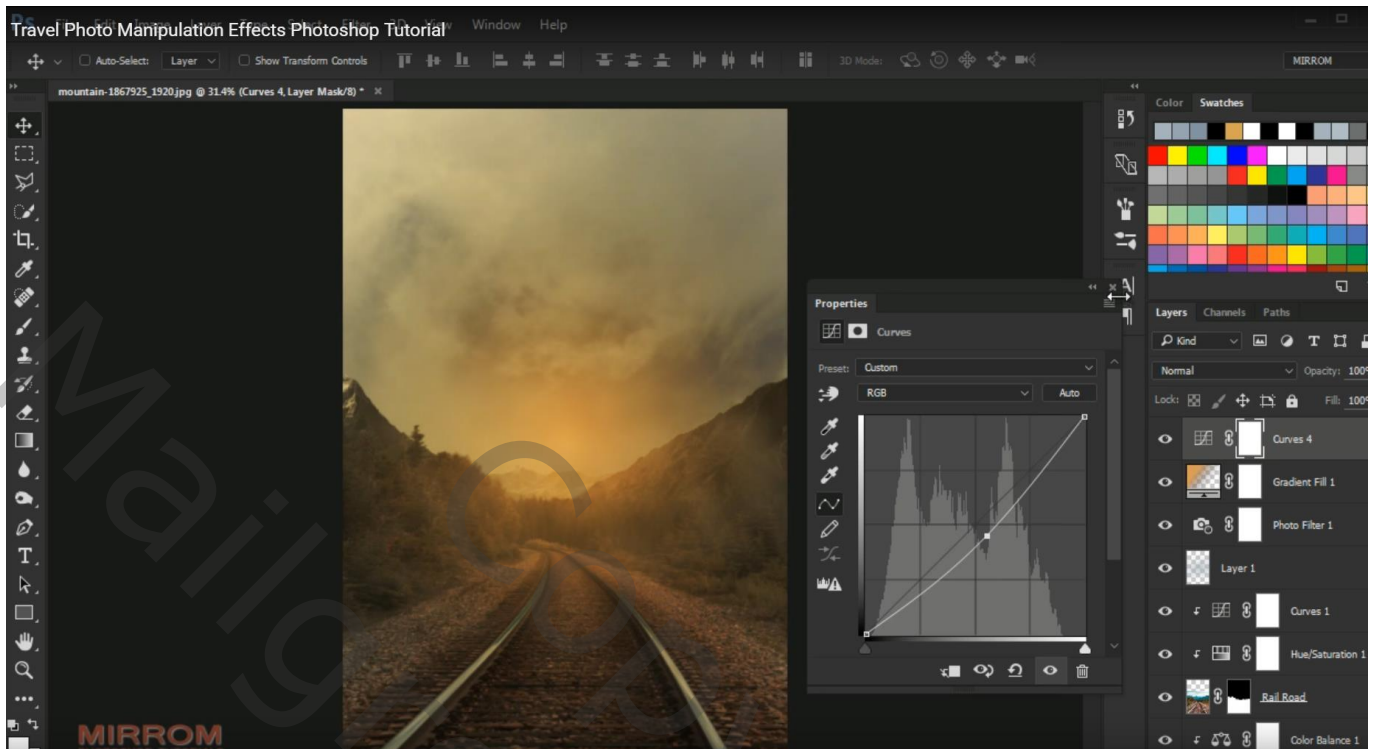 Travel Photo Manipulation Effects Photoshop Tutorial
Window Help
Auto-Select: Layer Show Transform Controls 3D Mode: MIRROM
mountain-1867925_1920.jpg @ 31.4% (Curves 4, Layer Mask/8) *
Color Swatches
Properties
Curves
Preset: Custom
RGB Auto
Layers Channels Paths
Kind
Normal Opacity: 100%
Lock: Fill: 100%
Curves 4
Gradient Fill 1
Photo Filter 1
Layer 1
Curves 1
Hue/Saturation 1
Rail Road
Color Balance 1
MIRROM